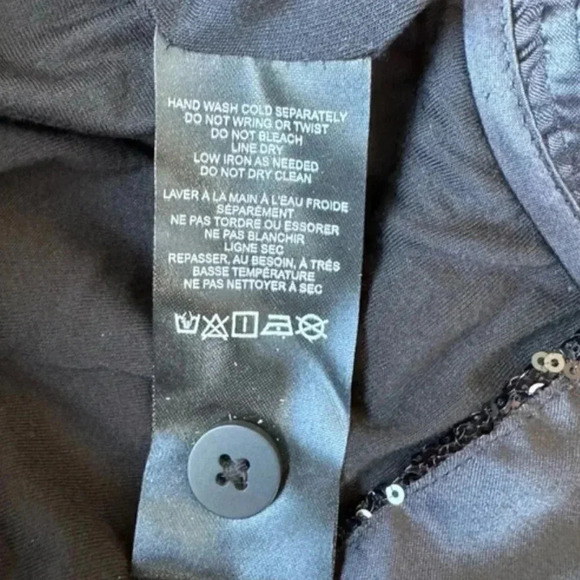 HAND WASH COLD SEPARATELY
DO NOT WRING OR TWIST
DO NOT BLEACH
LINE DRY
LOW IRON AS NEEDED
DO NOT DRY CLEAN
LAVER À LA MAIN À L'EAU FROIDE
SÉPARÉMENT
NE PAS TORDRE OU ESSORER
NE PAS BLANCHIR
LIGNE SEC
REPASSER, AU BESOIN, À TRÈS
BASSE TEMPÉRATURE
NE PAS NETTOYER À SEC